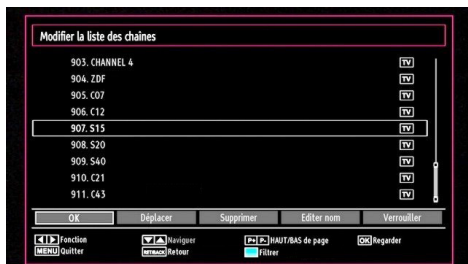 Modifier la liste des chaînes
903. CHANNEL 4 TV
904. ZDF TV
905. C07 TV
906. C12 TV
907. S15 TV
908. S20 TV
909. S40 TV
910. C21 TV
911. C43 TV
OK Déplacer Supprimer Editer nom Verrouiller
Fonction Naviguer P+ P- HAUT/BAS de page OK Regarder
MENU Quitter RET/BACK Retour Filtrer